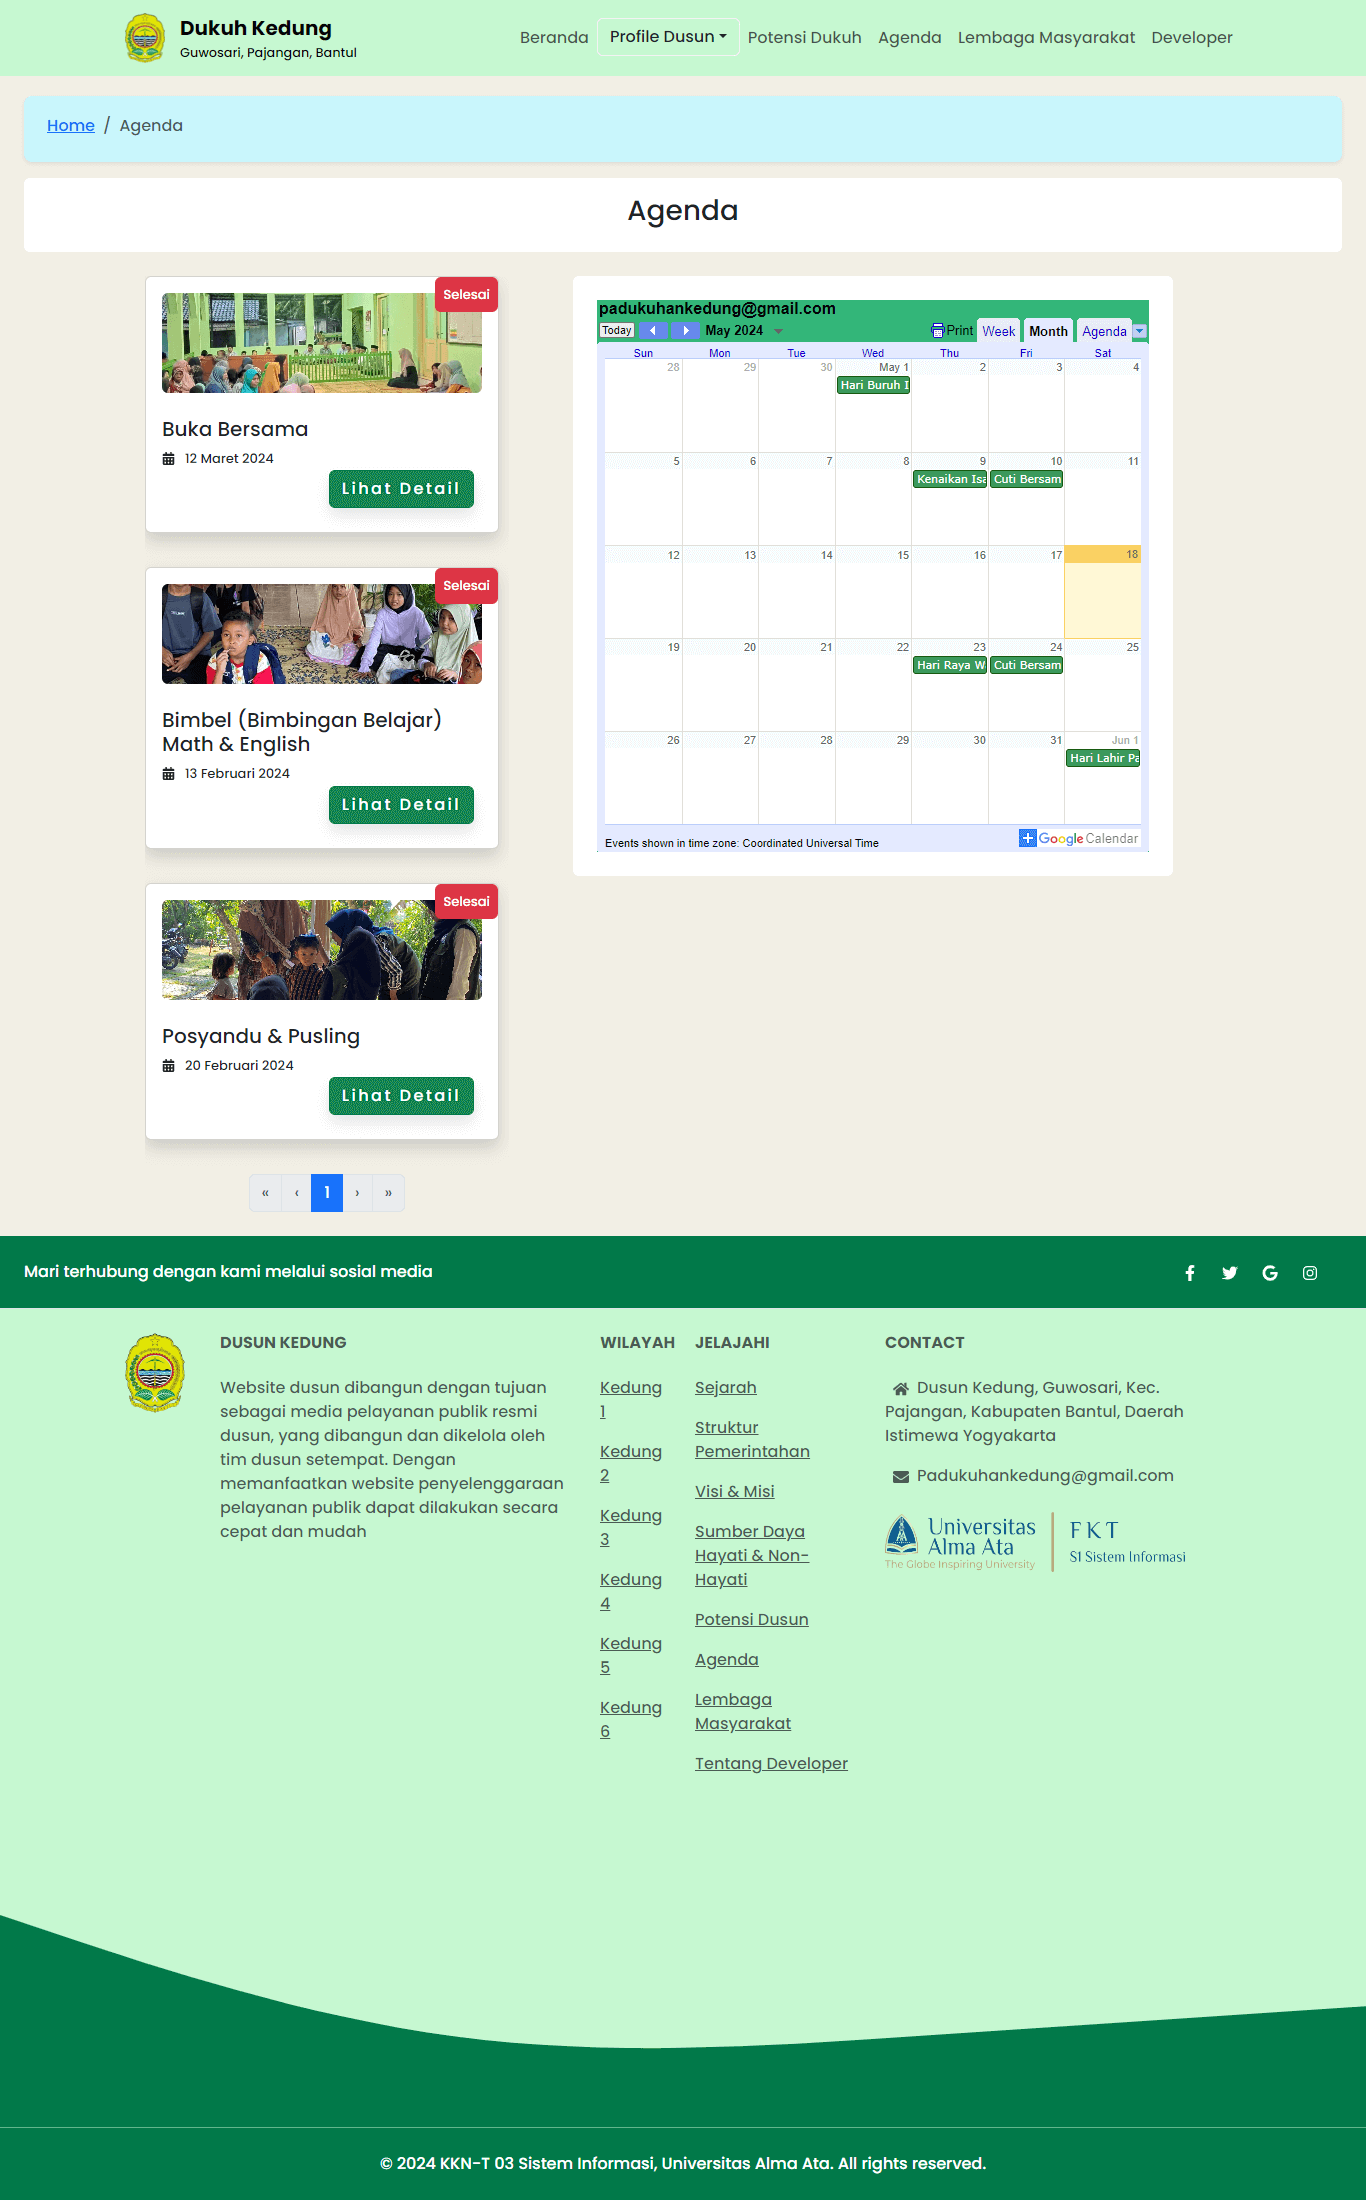 Dukuh Kedung
Guwosari, Pajangan, Bantul
Beranda
Profile Dusun
Potensi Dukuh
Agenda
Lembaga Masyarakat
Developer
Home / Agenda
Agenda
Selesai
Buka Bersama
12 Maret 2024
Lihat Detail
Selesai
Bimbel (Bimbingan Belajar)
Math & English
13 Februari 2024
Lihat Detail
Selesai
Posyandu & Pusling
20 Februari 2024
Lihat Detail
« ‹ 1 › »
padukuhankedung@gmail.com
Today May 2024 Print Week Month Agenda
Sun Mon Tue Wed Thu Fri Sat
28 29 30 May 1 2 3 4
Hari Buruh I
5 6 7 8 9 10 11
Kenaikan Isa Cuti Bersam
12 13 14 15 16 17 18
19 20 21 22 23 24 25
Hari Raya W Cuti Bersam
26 27 28 29 30 31 Jun 1
Hari Lahir Pa
Events shown in time zone: Coordinated Universal Time
Google Calendar
Mari terhubung dengan kami melalui sosial media
DUSUN KEDUNG
Website dusun dibangun dengan tujuan
sebagai media pelayanan publik resmi
dusun, yang dibangun dan dikelola oleh
tim dusun setempat. Dengan
memanfaatkan website penyelenggaraan
pelayanan publik dapat dilakukan secara
cepat dan mudah
WILAYAH
Kedung
1
Kedung
2
Kedung
3
Kedung
4
Kedung
5
Kedung
6
JELAJAHI
Sejarah
Struktur
Pemerintahan
Visi & Misi
Sumber Daya
Hayati & Non-
Hayati
Potensi Dusun
Agenda
Lembaga
Masyarakat
Tentang Developer
CONTACT
Dusun Kedung, Guwosari, Kec.
Pajangan, Kabupaten Bantul, Daerah
Istimewa Yogyakarta
Padukuhankedung@gmail.com
Universitas
Alma Ata
The Globe Inspiring University
FKT
S1 Sistem Informasi
© 2024 KKN-T 03 Sistem Informasi, Universitas Alma Ata. All rights reserved.